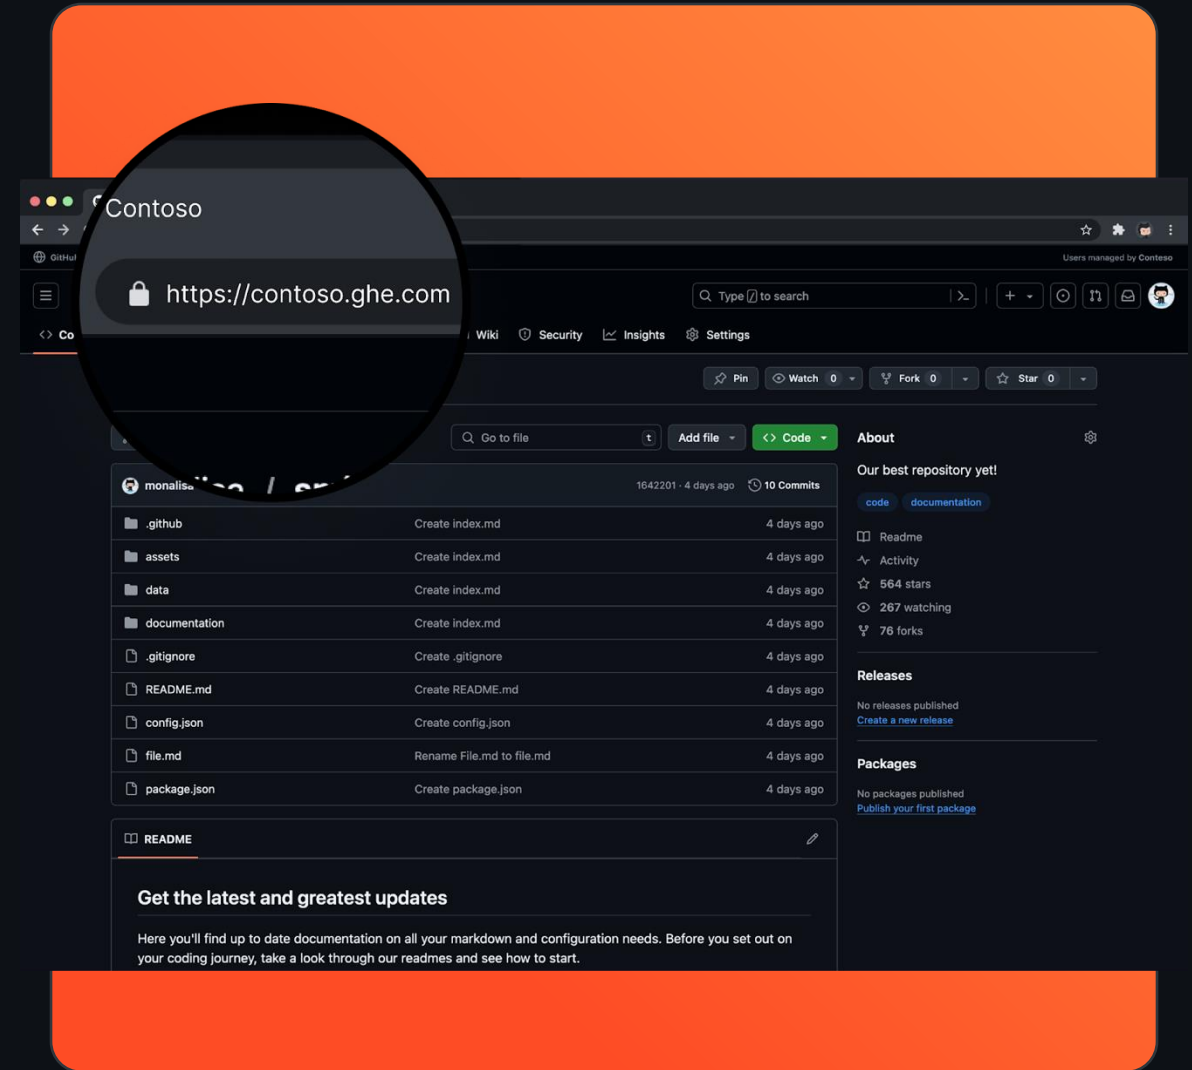 Contoso
https://contoso.ghe.com
Users managed by Conteso
Type / to search
Wiki
Security
Insights
Settings
Pin
Watch 0
Fork 0
Star 0
Go to file
t
Add file
<> Code
About
Our best repository yet!
code
documentation
Readme
Activity
564 stars
267 watching
76 forks
Releases
No releases published
Create a new release
Packages
No packages published
Publish your first package
1642201 · 4 days ago
10 Commits
.github Create index.md 4 days ago
assets Create index.md 4 days ago
data Create index.md 4 days ago
documentation Create index.md 4 days ago
.gitignore Create .gitignore 4 days ago
README.md Create README.md 4 days ago
config.json Create config.json 4 days ago
file.md Rename File.md to file.md 4 days ago
package.json Create package.json 4 days ago
README
Get the latest and greatest updates
Here you'll find up to date documentation on all your markdown and configuration needs. Before you set out on
your coding journey, take a look through our readmes and see how to start.